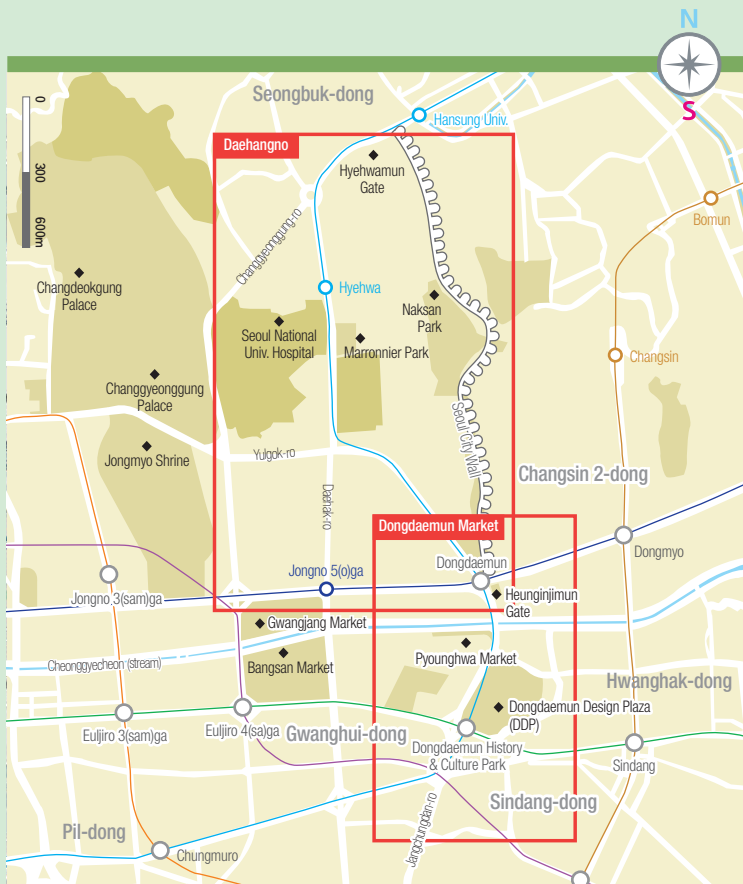 N
S
0
300
600m
Seongbuk-dong
Hansung Univ.
Daehangno
Hyehwamun
Gate
Changgyeonggung-ro
Bomun
Changdeokgung
Palace
Hyehwa
Naksan
Park
Seoul National
Univ. Hospital
Marronnier Park
Changsin
Changgyeonggung
Palace
Seoul City Wall
Jongmyo Shrine
Yulgok-ro
Changsin 2-dong
Daehak-ro
Dongdaemun Market
Dongmyo
Dongdaemun
Jongno 5(o)ga
Jongno 3(sam)ga
Heunginjimun
Gate
Gwangjang Market
Cheonggyecheon (stream)
Bangsan Market
Pyounghwa Market
Hwanghak-dong
Dongdaemun Design Plaza
(DDP)
Euljiro 3(sam)ga
Euljiro 4(sa)ga
Gwanghui-dong
Dongdaemun History
& Culture Park
Sindang
Sindang-dong
Jangchungdan-ro
Pil-dong
Chungmuro